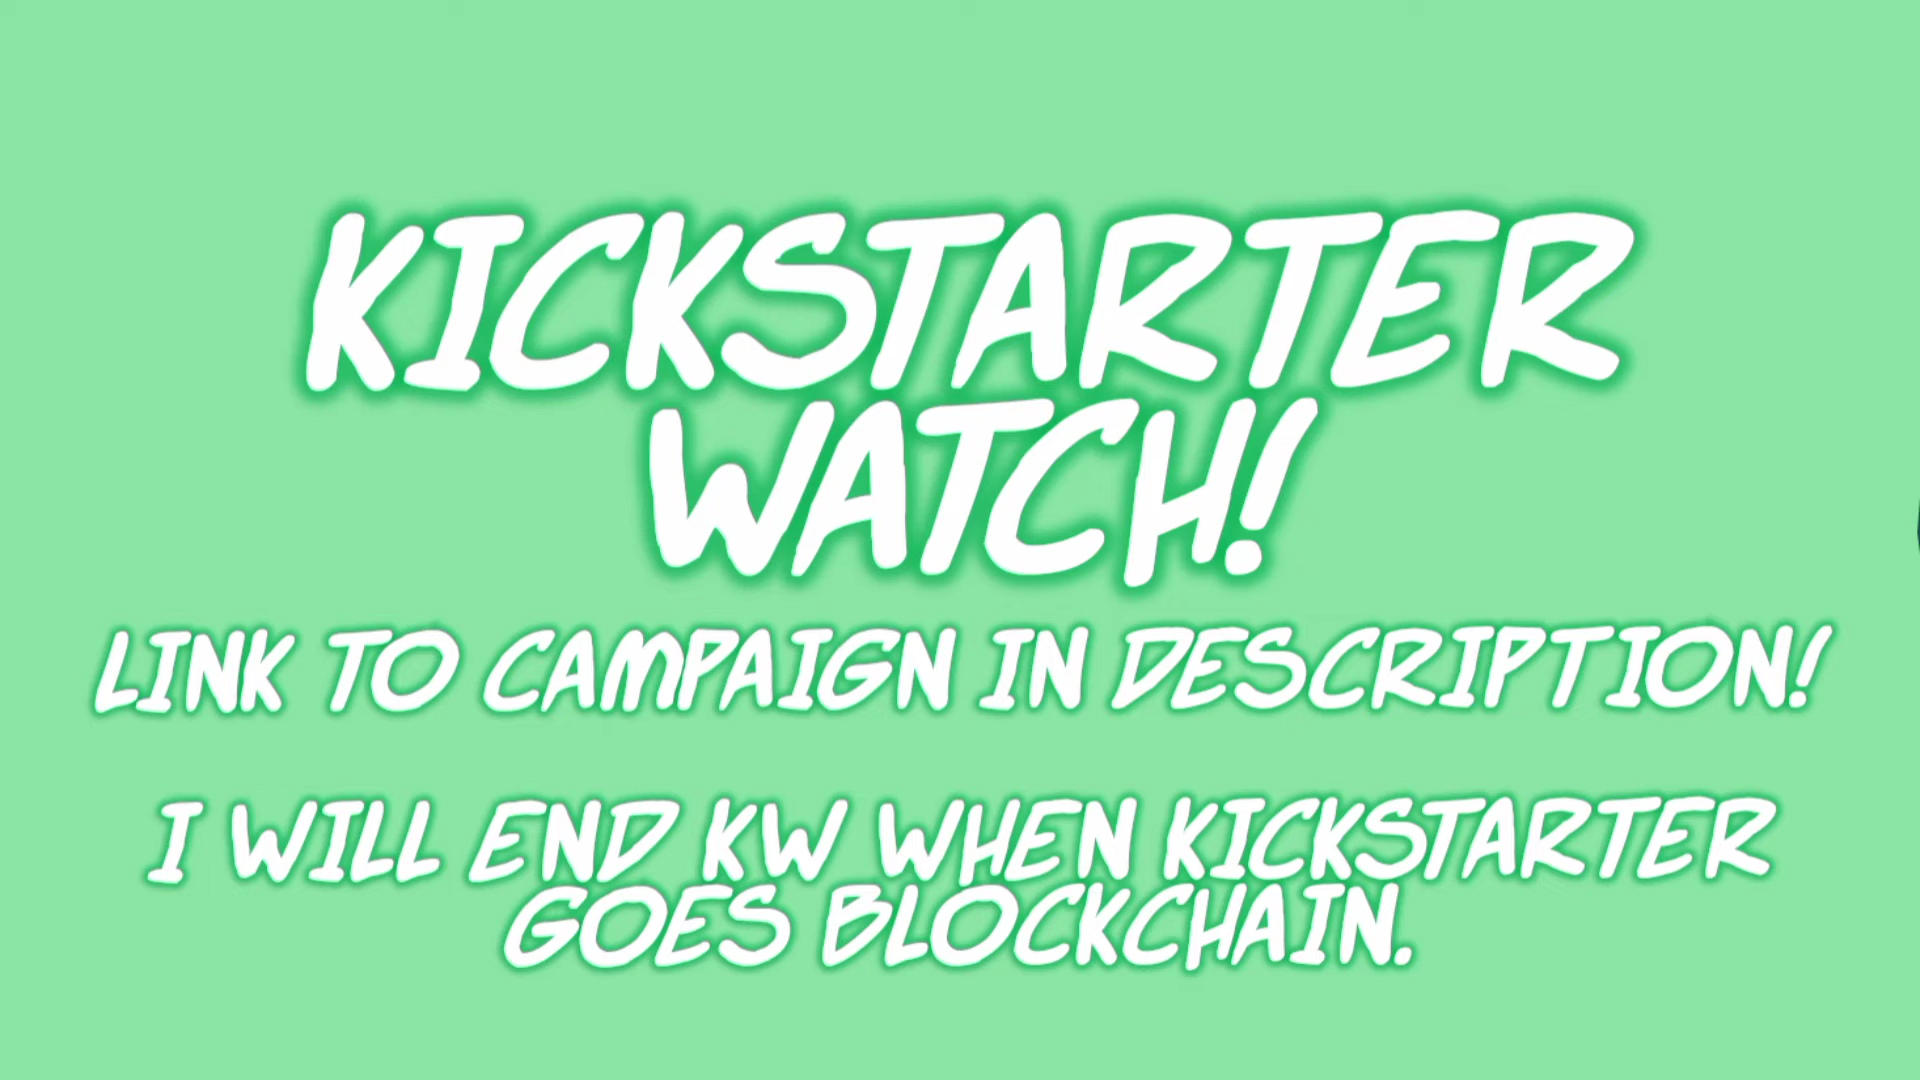 KICKSTARTER
WATCH!
LINK TO CAMPAIGN IN DESCRIPTION!
I WILL END KW WHEN KICKSTARTER
GOES BLOCKCHAIN.